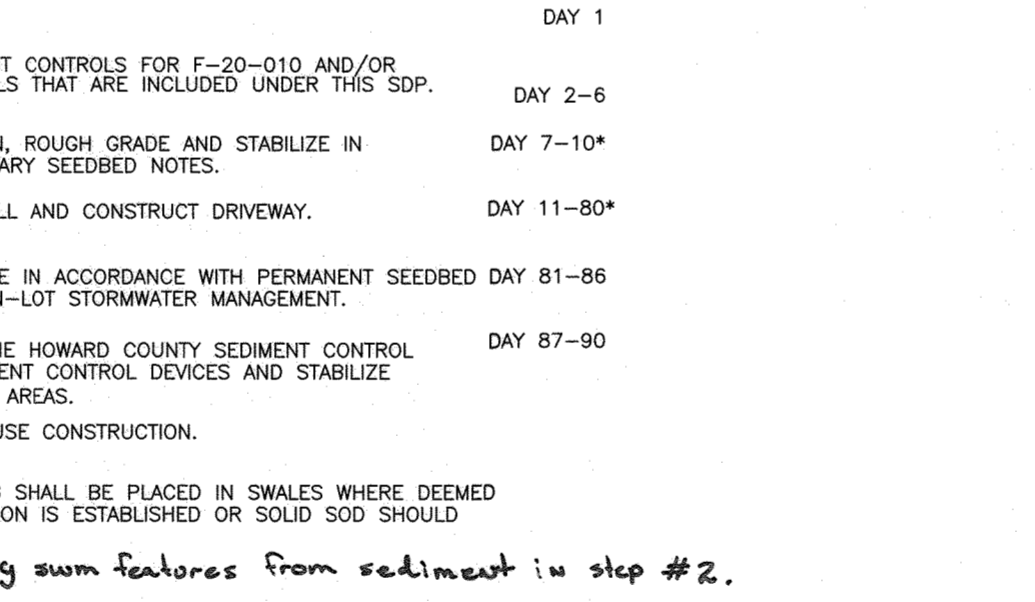 DAY 1
T CONTROLS FOR F-20-010 AND/OR
LS THAT ARE INCLUDED UNDER THIS SDP.
DAY 2-6
N, ROUGH GRADE AND STABILIZE IN DAY 7-10*
ARY SEEDBED NOTES.
LL AND CONSTRUCT DRIVEWAY. DAY 11-80*
E IN ACCORDANCE WITH PERMANENT SEEDBED DAY 81-86
N-LOT STORMWATER MANAGEMENT.
HE HOWARD COUNTY SEDIMENT CONTROL DAY 87-90
ENT CONTROL DEVICES AND STABILIZE
AREAS.
USE CONSTRUCTION.
SHALL BE PLACED IN SWALES WHERE DEEMED
ON IS ESTABLISHED OR SOLID SOD SHOULD
g swm features from sediment in step #2.